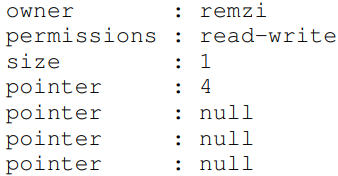 owner       : remzi
permissions : read-write
size        : 1
pointer     : 4
pointer     : null
pointer     : null
pointer     : null